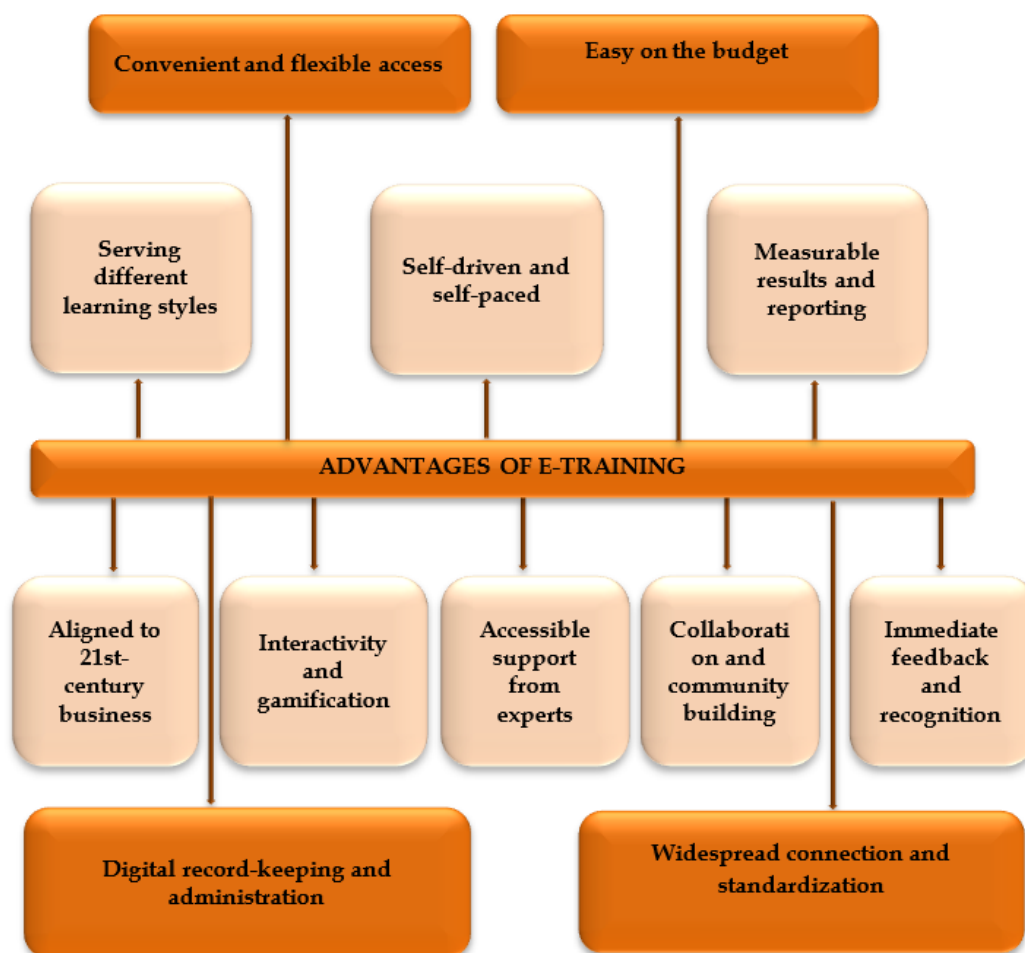 Convenient and flexible access
Easy on the budget
Serving
different
learning styles
Self-driven and
self-paced
Measurable
results and
reporting
ADVANTAGES OF E-TRAINING
Aligned to
21st-
century
business
Interactivity
and
gamification
Accessible
support
from
experts
Collaborati
on and
community
building
Immediate
feedback
and
recognition
Digital record-keeping and
administration
Widespread connection and
standardization